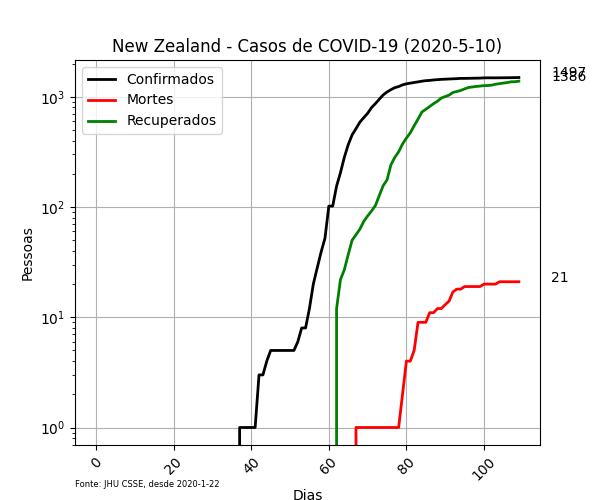 New Zealand - Casos de COVID-19 (2020-5-10)
Confirmados
Mortes
Recuperados
1497
1386
21
10³
10²
10¹
10⁰
Pessoas
0 20 40 60 80 100
Fonte: JHU CSSE, desde 2020-1-22
Dias